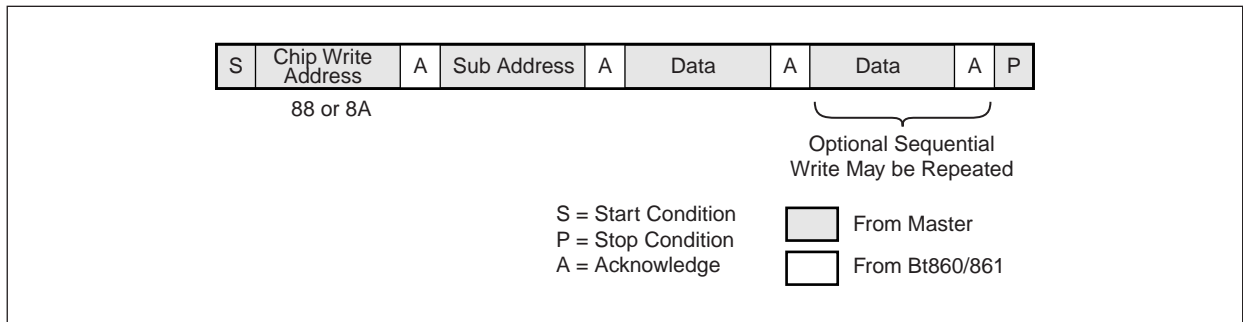 S Chip Write Address A Sub Address A Data A Data A P
88 or 8A
Optional Sequential
Write May be Repeated
S = Start Condition
P = Stop Condition
A = Acknowledge
From Master
From Bt860/861